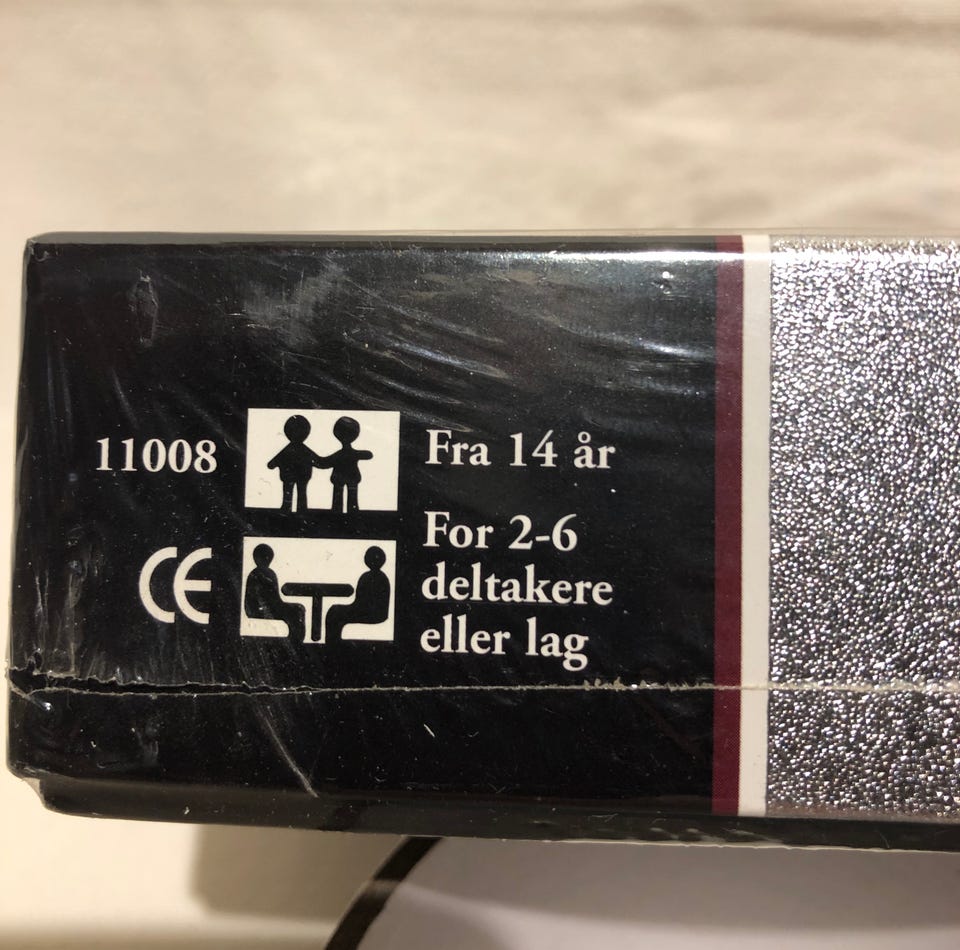 11008
Fra 14 år
CE
For 2-6
deltakere
eller lag